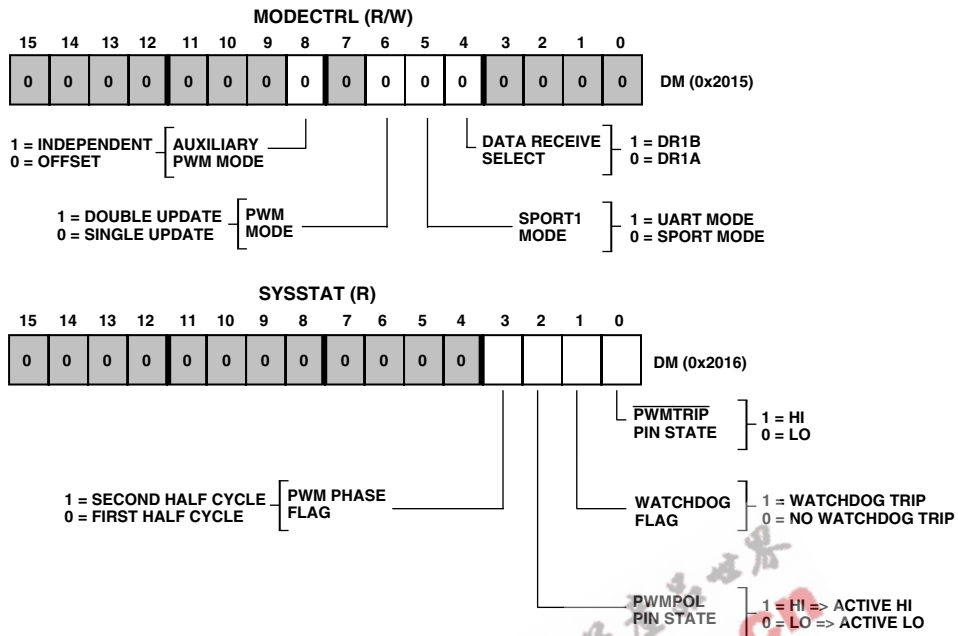 MODECTRL (R/W)
15 14 13 12 11 10 9 8 7 6 5 4 3 2 1 0
0 0 0 0 0 0 0 0 0 0 0 0 0 0 0 0
DM (0x2015)
1 = INDEPENDENT
0 = OFFSET
AUXILIARY
PWM MODE
DATA RECEIVE
SELECT
1 = DR1B
0 = DR1A
1 = DOUBLE UPDATE
0 = SINGLE UPDATE
PWM
MODE
SPORT1
MODE
1 = UART MODE
0 = SPORT MODE
SYSSTAT (R)
15 14 13 12 11 10 9 8 7 6 5 4 3 2 1 0
0 0 0 0 0 0 0 0 0 0 0 0
DM (0x2016)
PWMTRIP
PIN STATE
1 = HI
0 = LO
1 = SECOND HALF CYCLE
0 = FIRST HALF CYCLE
PWM PHASE
FLAG
WATCHDOG
FLAG
1 = WATCHDOG TRIP
0 = NO WATCHDOG TRIP
PWMPOL
PIN STATE
1 = HI => ACTIVE HI
0 = LO => ACTIVE LO